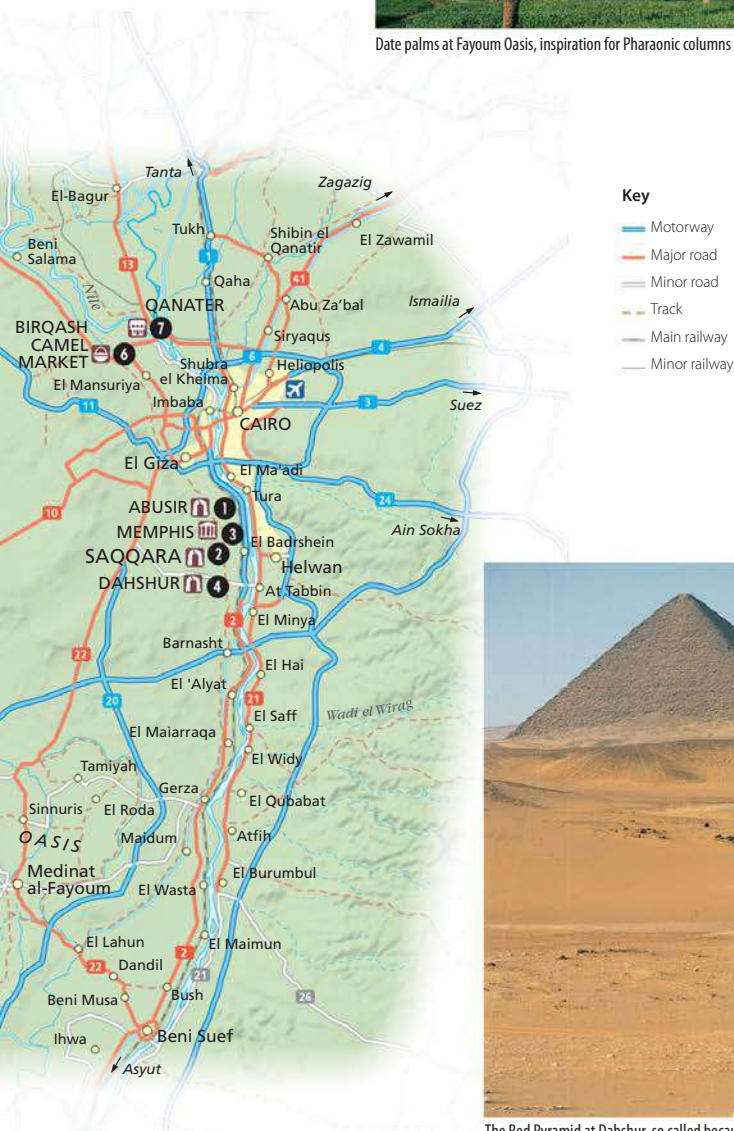 Date palms at Fayoum Oasis, inspiration for Pharaonic columns
Tanta
Zagazig
El-Bagur
Key
Motorway
Major road
Minor road
Track
Main railway
Minor railway
Tukh
Shibin el
Qanatir
El Zawamil
Beni
Salama
13
1
Nile
Qaha
41
Abu Za'bal
Ismailia
QANATER
7
BIRQASH
CAMEL
MARKET
6
Siryaqus
4
6
Shubra
el Kheima
Heliopolis
El Mansuriya
Imbaba
11
3
Suez
CAIRO
El Giza
El Ma'adi
Tura
24
10
ABUSIR
1
MEMPHIS
3
Ain Sokha
SAQQARA
2
El Badrshein
Helwan
DAHSHUR
4
At Tabbin
2
El Minya
Barnasht
22
El Hai
El 'Alyat
20
21
El Saff
Wadi el Wirag
El Maiarraqa
El Widy
Tamiyah
Gerza
El Qubabat
Sinnuris
El Roda
OASIS
Maidum
Atfih
Medinat
al-Fayoum
El Burumbul
El Wasta
El Lahun
El Maimun
22
Dandil
2
21
Beni Musa
Bush
26
Ihwa
Beni Suef
Asyut